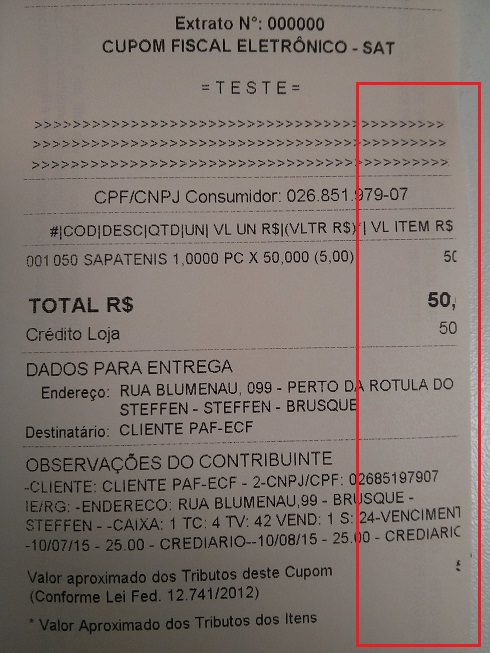 Extrato N°: 000000
CUPOM FISCAL ELETRÔNICO - SAT
= T E S T E =
>>>>>>>>>>>>>>>>>>>>>>>>>>>>>>>>>>>>>>>>>
>>>>>>>>>>>>>>>>>>>>>>>>>>>>>>>>>>>>>>>>>
>>>>>>>>>>>>>>>>>>>>>>>>>>>>>>>>>>>>>>>>>
CPF/CNPJ Consumidor: 026.851.979-07
#|COD|DESC|QTD|UN| VL UN R$|(VLTR R$)*| VL ITEM R$
001 050 SAPATENIS 1,0000 PC X 50,000 (5,00) 50
TOTAL R$ 50,
Crédito Loja 50
DADOS PARA ENTREGA
Endereço: RUA BLUMENAU, 099 - PERTO DA ROTULA DO
STEFFEN - STEFFEN - BRUSQUE
Destinatário: CLIENTE PAF-ECF
OBSERVAÇÕES DO CONTRIBUINTE
-CLIENTE: CLIENTE PAF-ECF - 2-CNPJ/CPF: 02685197907
IE/RG: -ENDERECO: RUA BLUMENAU,99 - BRUSQUE -
STEFFEN - -CAIXA: 1 TC: 4 TV: 42 VEND: 1 S: 24-VENCIMENT
-10/07/15 - 25.00 - CREDIARIO--10/08/15 - 25.00 - CREDIARIO
Valor aproximado dos Tributos deste Cupom
(Conforme Lei Fed. 12.741/2012)
* Valor Aproximado dos Tributos dos Itens